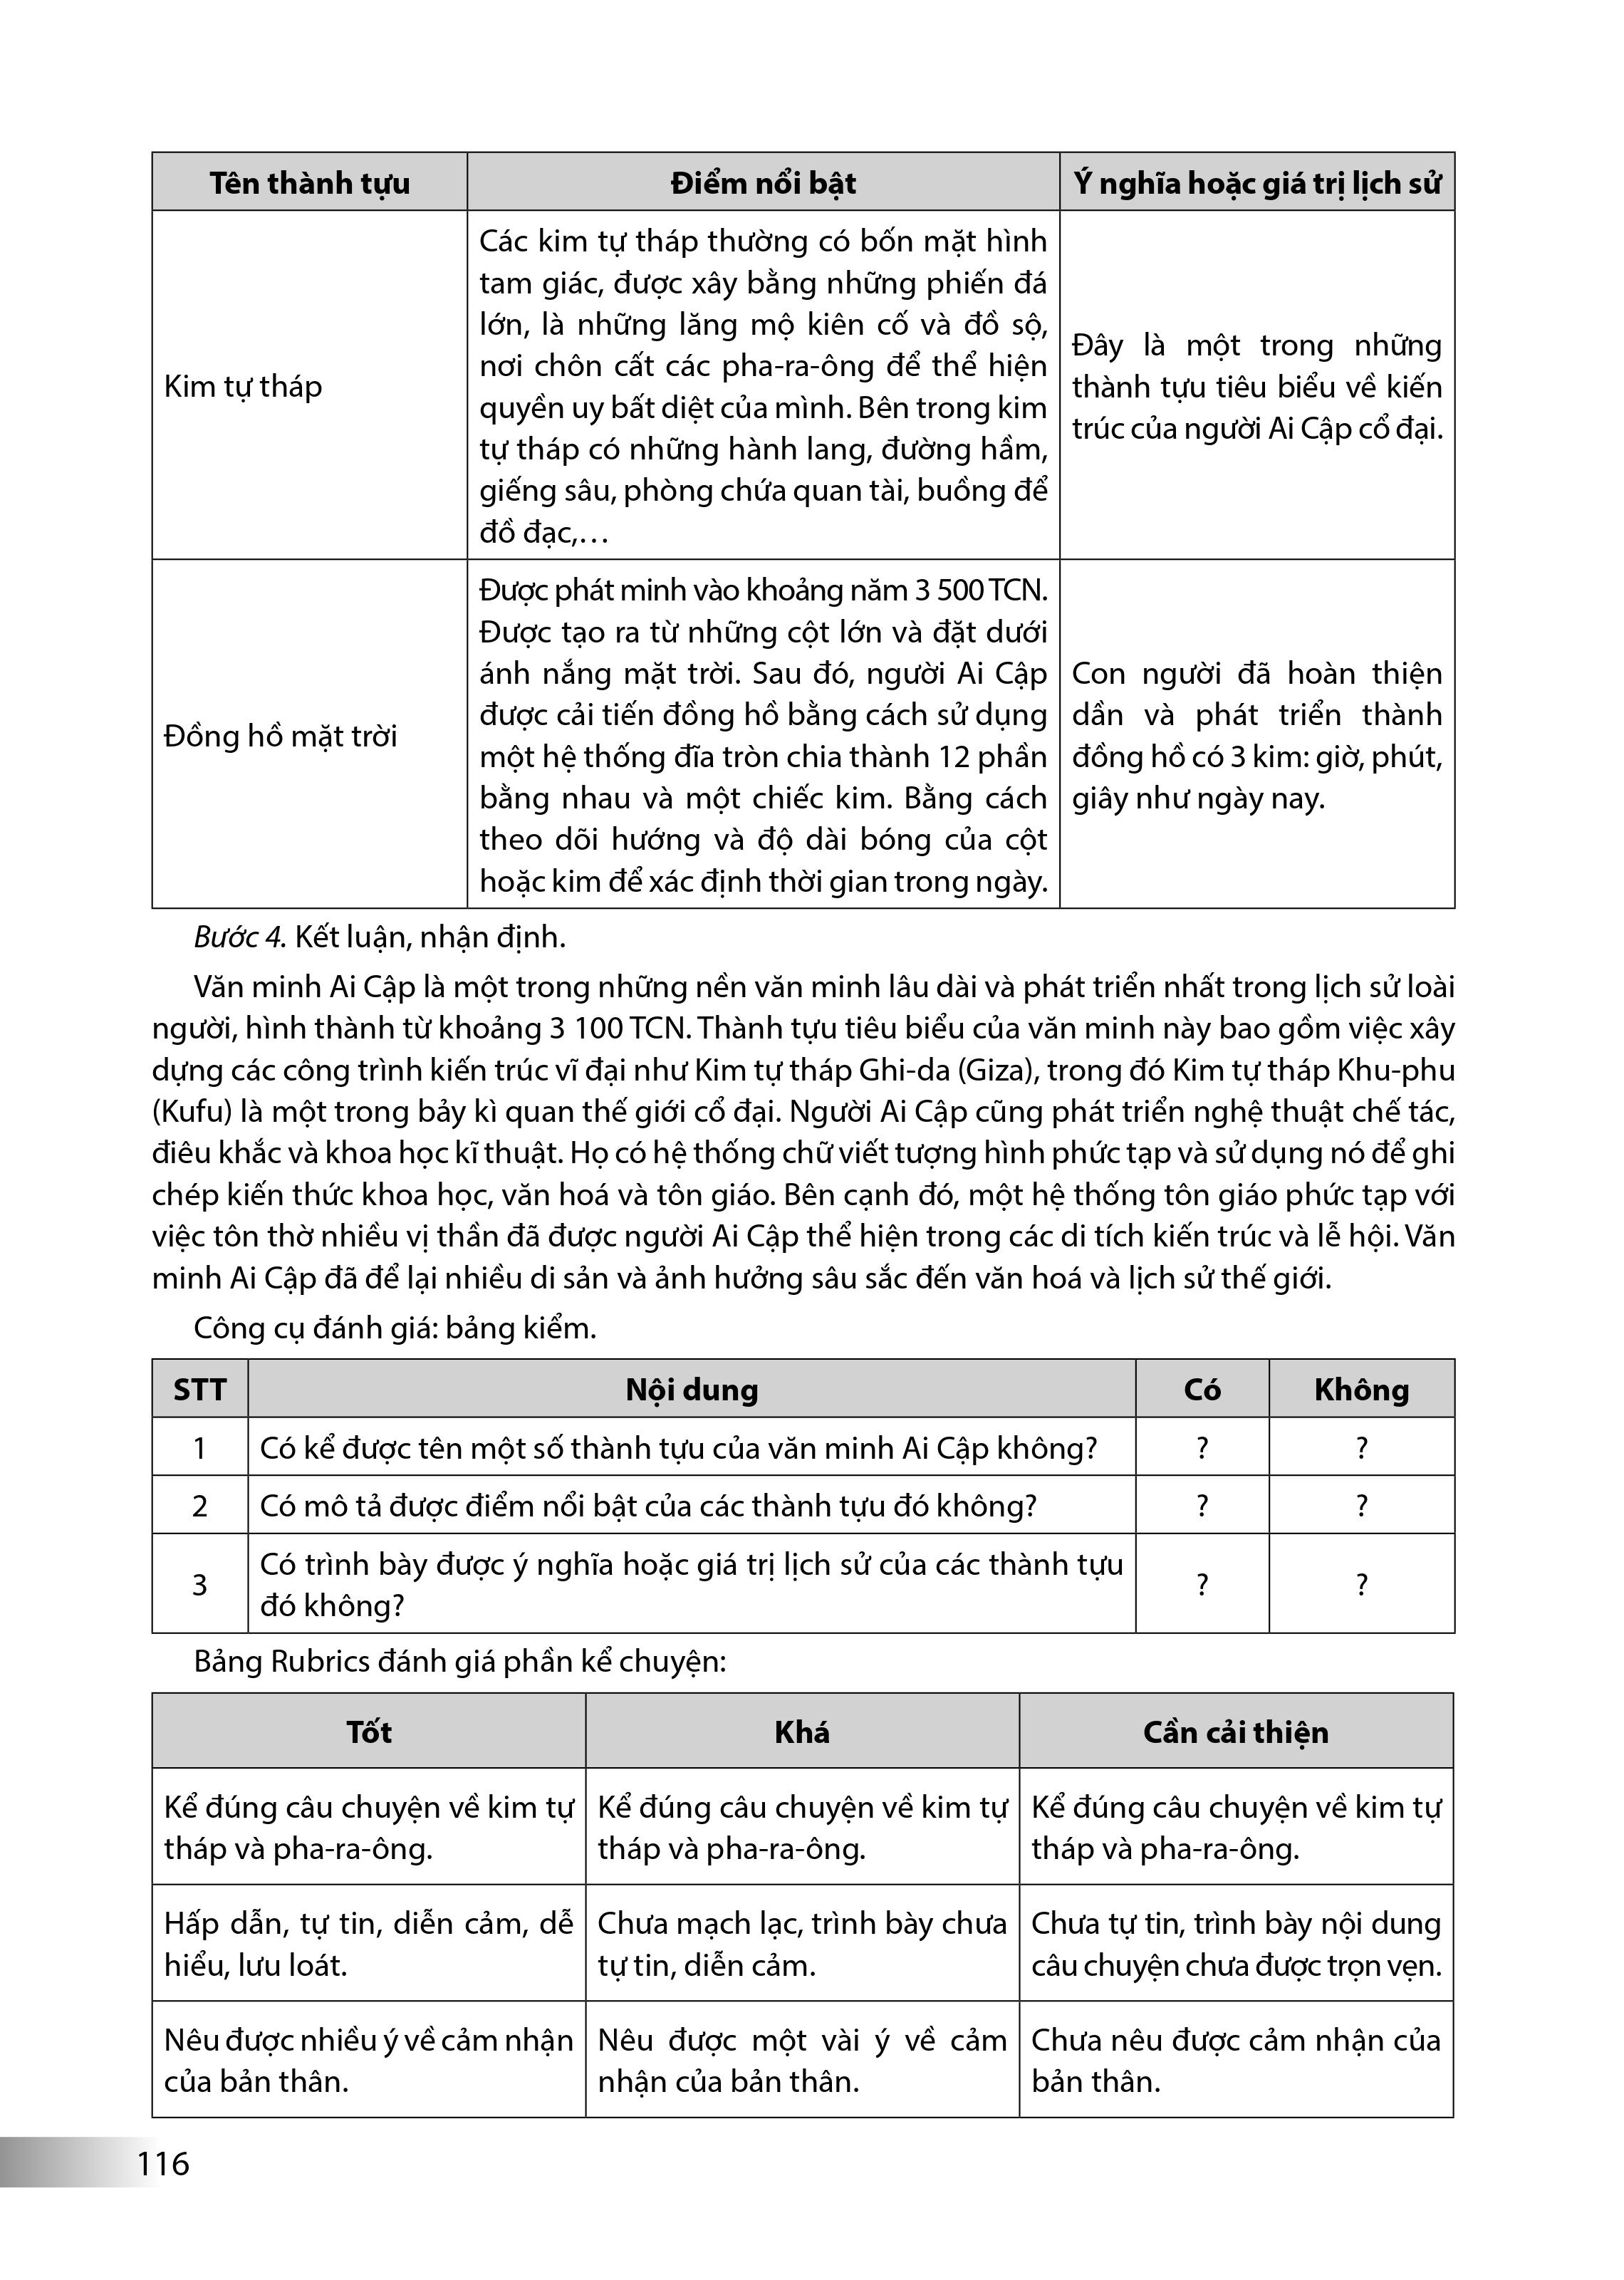 Tên thành tựu
Điểm nổi bật
Ý nghĩa hoặc giá trị lịch sử
Kim tự tháp
Các kim tự tháp thường có bốn mặt hình
tam giác, được xây bằng những phiến đá
lớn, là những lăng mộ kiên cố và đồ sộ,
nơi chôn cất các pha-ra-ông để thể hiện
quyền uy bất diệt của mình. Bên trong kim
tự tháp có những hành lang, đường hầm,
giếng sâu, phòng chứa quan tài, buồng để
đồ đạc,...
Đây là một trong những
thành tựu tiêu biểu về kiến
trúc của người Ai Cập cổ đại.
Đồng hồ mặt trời
Được phát minh vào khoảng năm 3 500 TCN.
Được tạo ra từ những cột lớn và đặt dưới
ánh nắng mặt trời. Sau đó, người Ai Cập
được cải tiến đồng hồ bằng cách sử dụng
một hệ thống đĩa tròn chia thành 12 phần
bằng nhau và một chiếc kim. Bằng cách
theo dõi hướng và độ dài bóng của cột
hoặc kim để xác định thời gian trong ngày.
Con người đã hoàn thiện
dần và phát triển thành
đồng hồ có 3 kim: giờ, phút,
giây như ngày nay.
Bước 4. Kết luận, nhận định.
Văn minh Ai Cập là một trong những nền văn minh lâu dài và phát triển nhất trong lịch sử loài
người, hình thành từ khoảng 3 100 TCN. Thành tựu tiêu biểu của văn minh này bao gồm việc xây
dựng các công trình kiến trúc vĩ đại như Kim tự tháp Ghi-da (Giza), trong đó Kim tự tháp Khu-phu
(Kufu) là một trong bảy kì quan thế giới cổ đại. Người Ai Cập cũng phát triển nghệ thuật chế tác,
điêu khắc và khoa học kĩ thuật. Họ có hệ thống chữ viết tượng hình phức tạp và sử dụng nó để ghi
chép kiến thức khoa học, văn hoá và tôn giáo. Bên cạnh đó, một hệ thống tôn giáo phức tạp với
việc tôn thờ nhiều vị thần đã được người Ai Cập thể hiện trong các di tích kiến trúc và lễ hội. Văn
minh Ai Cập đã để lại nhiều di sản và ảnh hưởng sâu sắc đến văn hoá và lịch sử thế giới.
Công cụ đánh giá: bảng kiểm.
STT
Nội dung
Có
Không
1
Có kể được tên một số thành tựu của văn minh Ai Cập không?
?
?
2
Có mô tả được điểm nổi bật của các thành tựu đó không?
?
?
3
Có trình bày được ý nghĩa hoặc giá trị lịch sử của các thành tựu
đó không?
?
?
Bảng Rubrics đánh giá phần kể chuyện:
Tốt
Khá
Cần cải thiện
Kể đúng câu chuyện về kim tự
tháp và pha-ra-ông.
Kể đúng câu chuyện về kim tự
tháp và pha-ra-ông.
Kể đúng câu chuyện về kim tự
tháp và pha-ra-ông.
Hấp dẫn, tự tin, diễn cảm, dễ
hiểu, lưu loát.
Chưa mạch lạc, trình bày chưa
tự tin, diễn cảm.
Chưa tự tin, trình bày nội dung
câu chuyện chưa được trọn vẹn.
Nêu được nhiều ý về cảm nhận
của bản thân.
Nêu được một vài ý về cảm
nhận của bản thân.
Chưa nêu được cảm nhận của
bản thân.
116